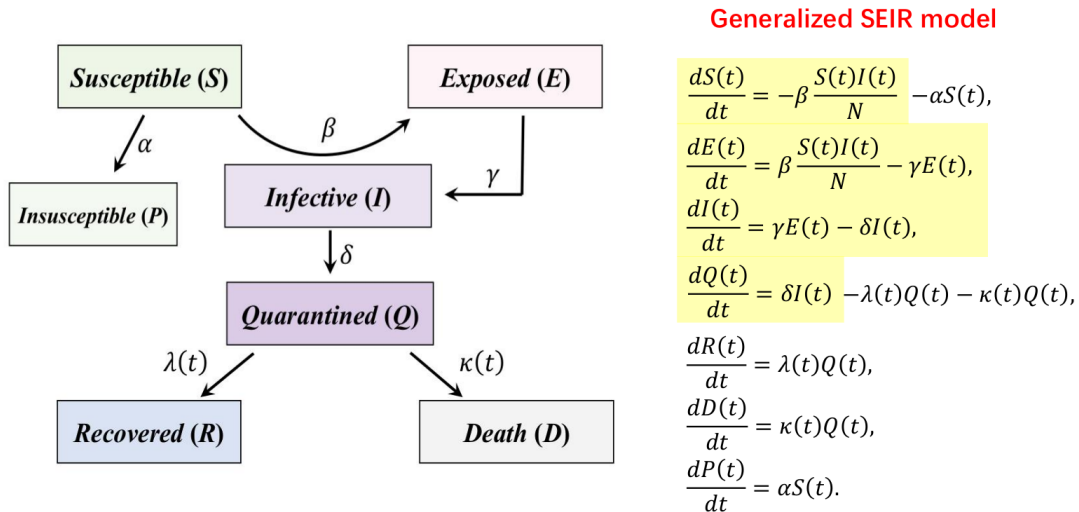 Generalized SEIR model
Susceptible (S)
Exposed (E)
α
β
γ
Insusceptible (P)
Infective (I)
δ
Quarantined (Q)
λ(t)
κ(t)
Recovered (R)
Death (D)
dS(t)/dt = −β S(t)I(t)/N −αS(t),
dE(t)/dt = β S(t)I(t)/N − γE(t),
dI(t)/dt = γE(t) − δI(t),
dQ(t)/dt = δI(t) −λ(t)Q(t) − κ(t)Q(t),
dR(t)/dt = λ(t)Q(t),
dD(t)/dt = κ(t)Q(t),
dP(t)/dt = αS(t).